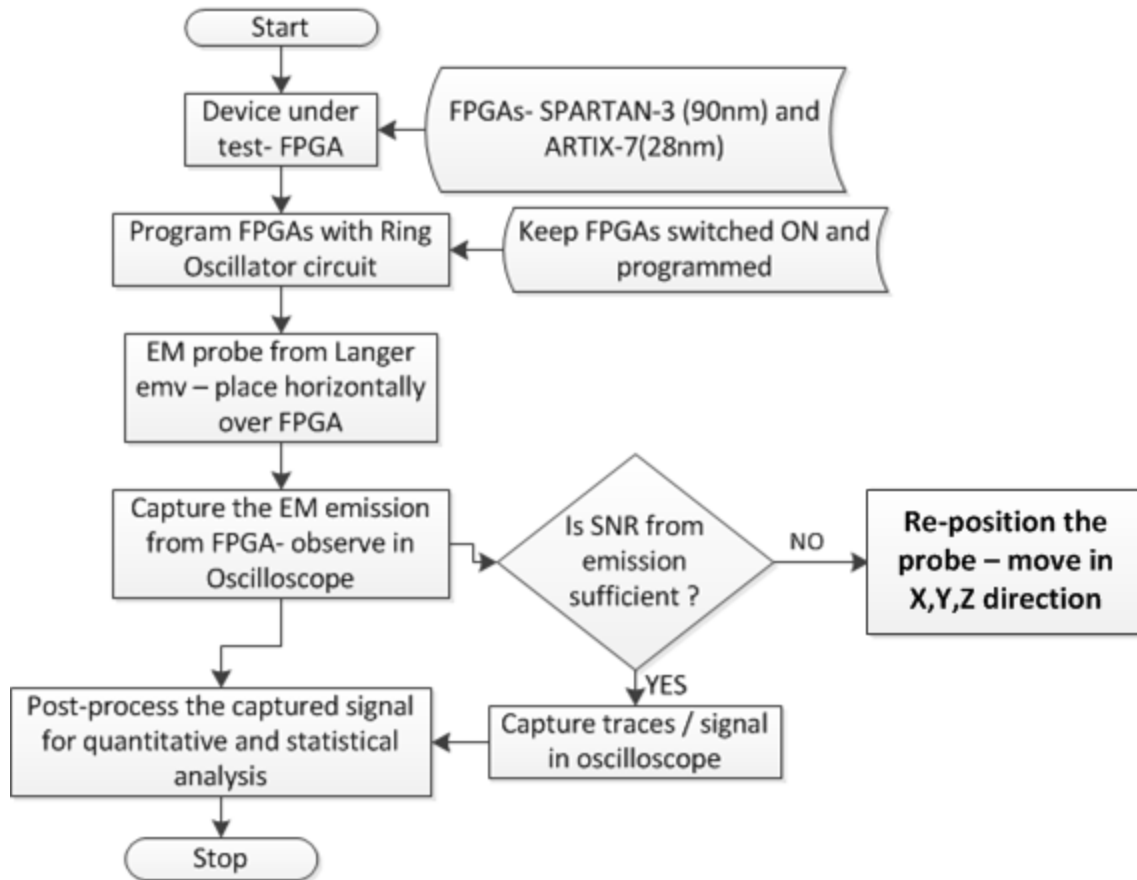 Start
Device under
test- FPGA
FPGAs- SPARTAN-3 (90nm) and
ARTIX-7(28nm)
Program FPGAs with Ring
Oscillator circuit
Keep FPGAs switched ON and
programmed
EM probe from Langer
emv – place horizontally
over FPGA
Capture the EM emission
from FPGA- observe in
Oscilloscope
Is SNR from
emission
sufficient ?
NO
Re-position the
probe – move in
X,Y,Z direction
YES
Capture traces / signal
in oscilloscope
Post-process the captured signal
for quantitative and statistical
analysis
Stop